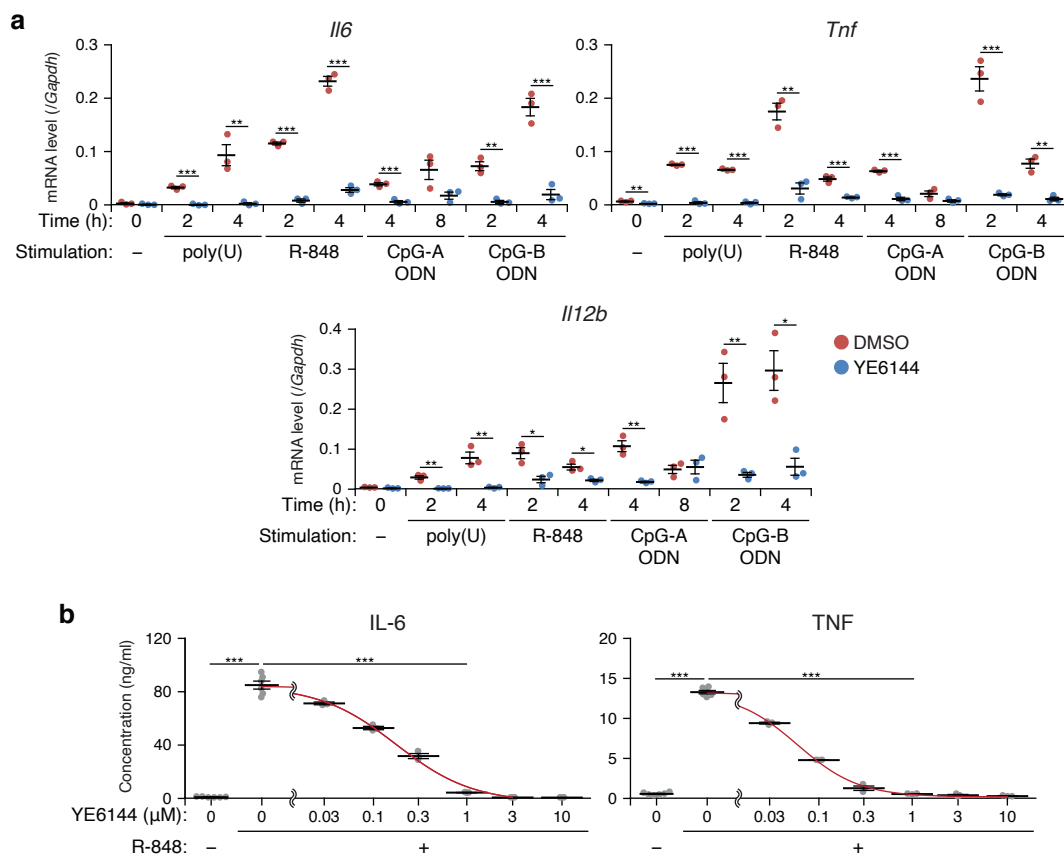 a
Il6
Tnf
mRNA level (/Gapdh)
0.3
0.2
0.1
0
*** ** *** *** *** ** ***
Time (h): 0 2 4 2 4 4 8 2 4
Stimulation: – poly(U) R-848 CpG-A ODN CpG-B ODN
mRNA level (/Gapdh)
0.3
0.2
0.1
0
** *** *** ** *** *** *** **
0 2 4 2 4 4 8 2 4
– poly(U) R-848 CpG-A ODN CpG-B ODN
Il12b
mRNA level (/Gapdh)
0.4
0.3
0.2
0.1
0
** ** * * ** ** *
DMSO
YE6144
Time (h): 0 2 4 2 4 4 8 2 4
Stimulation: – poly(U) R-848 CpG-A ODN CpG-B ODN
b
IL-6
TNF
Concentration (ng/ml)
120
80
40
0
*** ***
20
15
10
5
0
*** ***
YE6144 (μM): 0 0 0.03 0.1 0.3 1 3 10
0 0 0.03 0.1 0.3 1 3 10
R-848: – +
– +